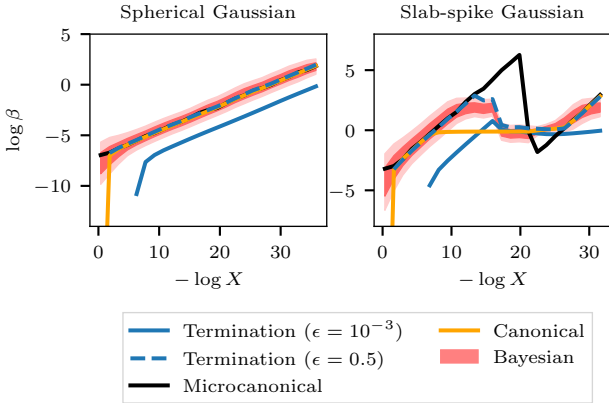 Spherical Gaussian
Slab-spike Gaussian
5
0
−5
−10
log β
0 10 20 30
− log X
5
0
−5
0 10 20 30
− log X
Termination (ϵ = 10⁻³)
Termination (ϵ = 0.5)
Microcanonical
Canonical
Bayesian